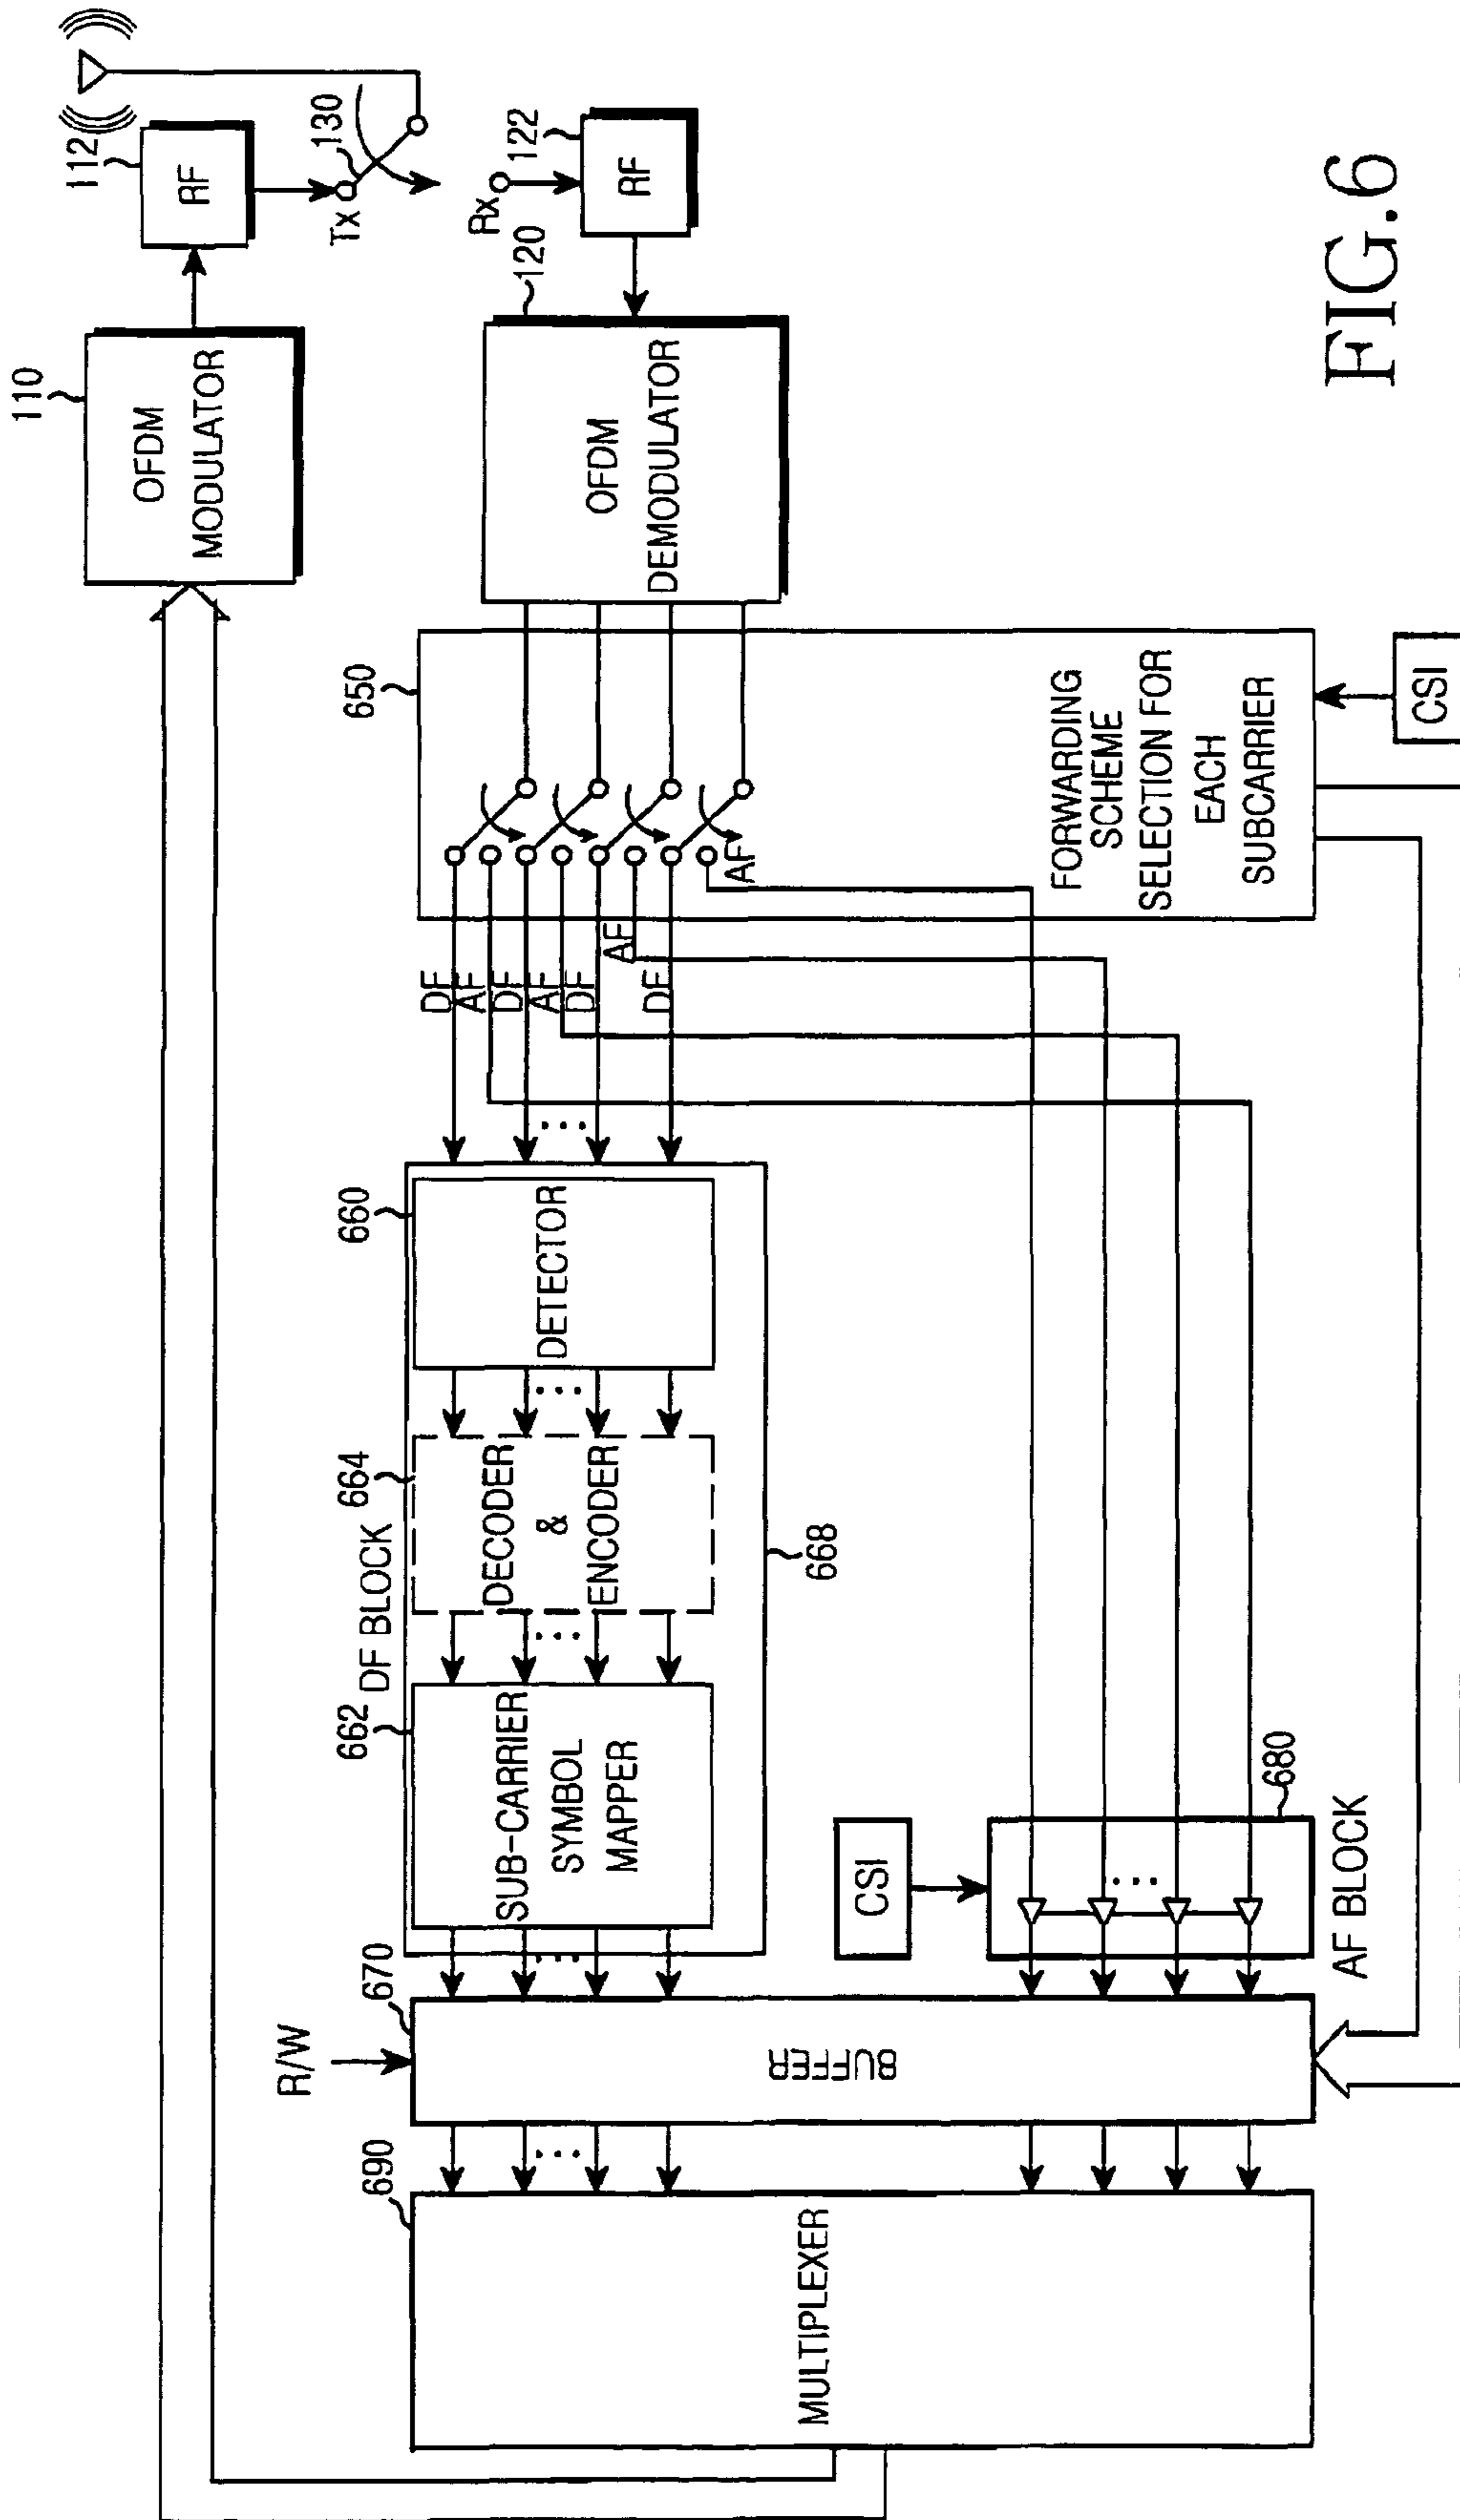 110
OFDM
MODULATOR
112
RF
Tx
130
Rx
122
RF
120
OFDM
DEMODULATOR
650
FORWARDING
SCHEME
SELECTION FOR
EACH
SUBCARRIER
CSI
DF
AF
DF
AF
DF
AF
DF
AF
660
DETECTOR
664
DECODER
&
ENCODER
DF BLOCK
662
SUB-CARRIER
SYMBOL
MAPPER
668
CSI
680
AF BLOCK
670
R/W
BUFFER
690
MULTIPLEXER
FIG.6